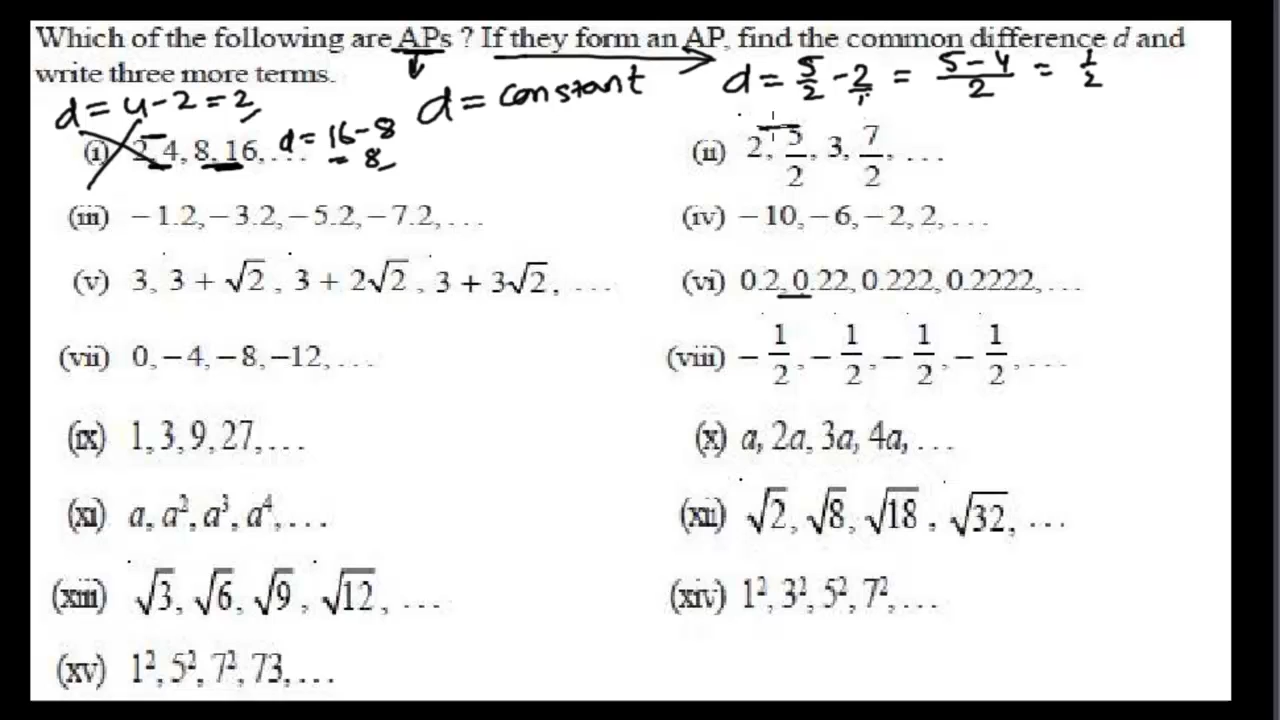 Which of the following are APs ? If they form an AP, find the common difference d and
write three more terms.
d = 5/2 - 2/1 = (5-4)/2 = 1/2
d = 4-2 = 2
d = constant
(i) 2, 4, 8, 16, . . .
d = 16-8
= 8
(ii) 2, 5/2, 3, 7/2, . . .
(iii) −1.2, −3.2, −5.2, −7.2, . . .
(iv) −10, −6, −2, 2, . . .
(v) 3, 3 + √2, 3 + 2√2, 3 + 3√2, . . .
(vi) 0.2, 0.22, 0.222, 0.2222, . . .
(vii) 0, −4, −8, −12, . . .
(viii) −1/2, −1/2, −1/2, −1/2, . . .
(ix) 1, 3, 9, 27, . . .
(x) a, 2a, 3a, 4a, . . .
(xi) a, a², a³, a⁴, . . .
(xii) √2, √8, √18, √32, . . .
(xiii) √3, √6, √9, √12, . . .
(xiv) 1², 3², 5², 7², . . .
(xv) 1², 5², 7², 73, . . .